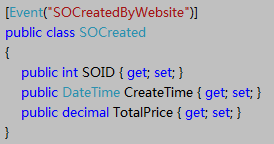 [Event("SOCreatedByWebsite")]
public class SOCreated
{
    public int SOID { get; set; }
    public DateTime CreateTime { get; set; }
    public decimal TotalPrice { get; set; }
}